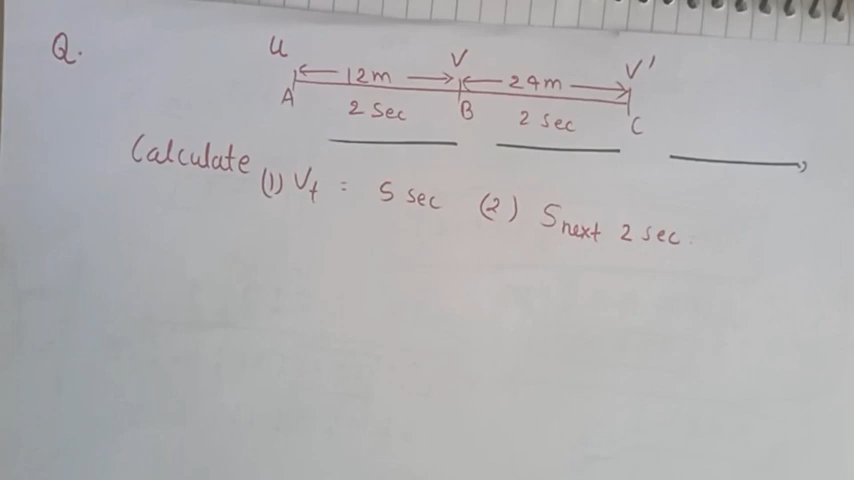 Q.
u V V'
12m 24m
A 2 Sec B 2 sec C
Calculate (1) Vt = 5 sec (2) Snext 2 sec.